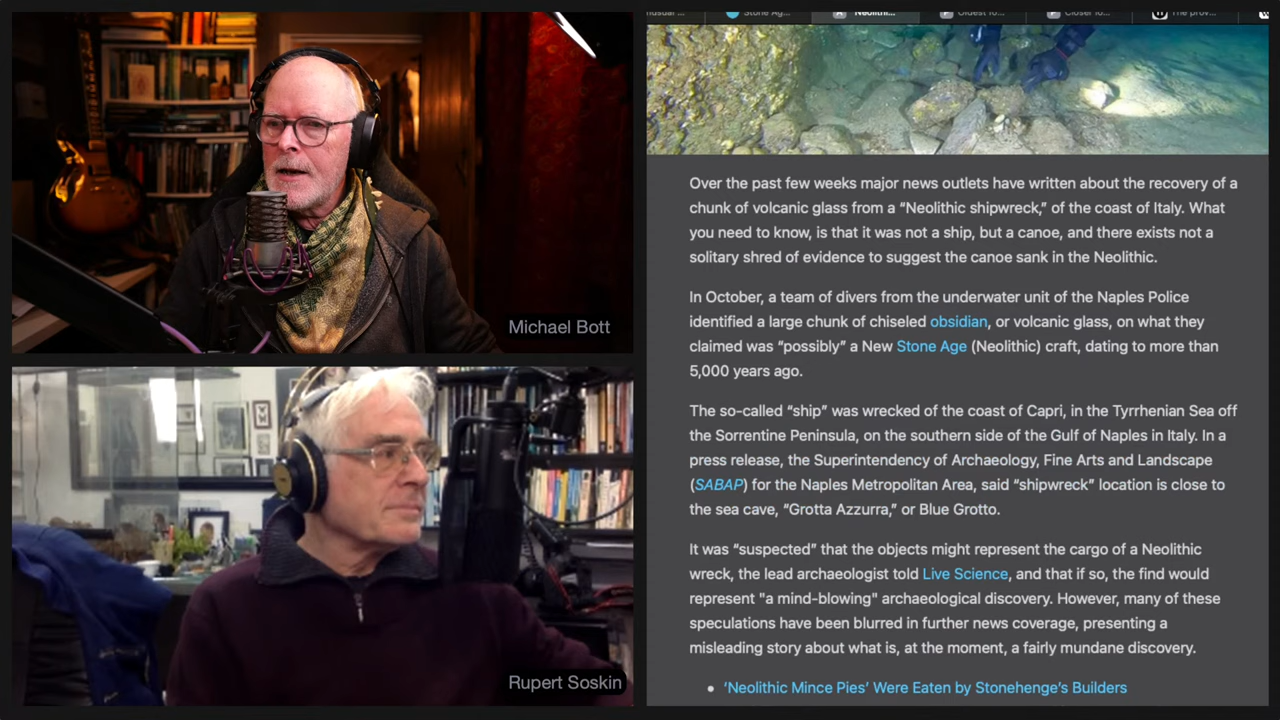 Stone Ag...
Neolithi...
Oldest fo...
Closer lo...
The prov...
Michael Bott
Rupert Soskin
Over the past few weeks major news outlets have written about the recovery of a
chunk of volcanic glass from a “Neolithic shipwreck,” of the coast of Italy. What
you need to know, is that it was not a ship, but a canoe, and there exists not a
solitary shred of evidence to suggest the canoe sank in the Neolithic.
In October, a team of divers from the underwater unit of the Naples Police
identified a large chunk of chiseled obsidian, or volcanic glass, on what they
claimed was “possibly” a New Stone Age (Neolithic) craft, dating to more than
5,000 years ago.
The so-called “ship” was wrecked of the coast of Capri, in the Tyrrhenian Sea off
the Sorrentine Peninsula, on the southern side of the Gulf of Naples in Italy. In a
press release, the Superintendency of Archaeology, Fine Arts and Landscape
(SABAP) for the Naples Metropolitan Area, said “shipwreck” location is close to
the sea cave, “Grotta Azzurra,” or Blue Grotto.
It was “suspected” that the objects might represent the cargo of a Neolithic
wreck, the lead archaeologist told Live Science, and that if so, the find would
represent "a mind-blowing" archaeological discovery. However, many of these
speculations have been blurred in further news coverage, presenting a
misleading story about what is, at the moment, a fairly mundane discovery.
• ‘Neolithic Mince Pies’ Were Eaten by Stonehenge’s Builders